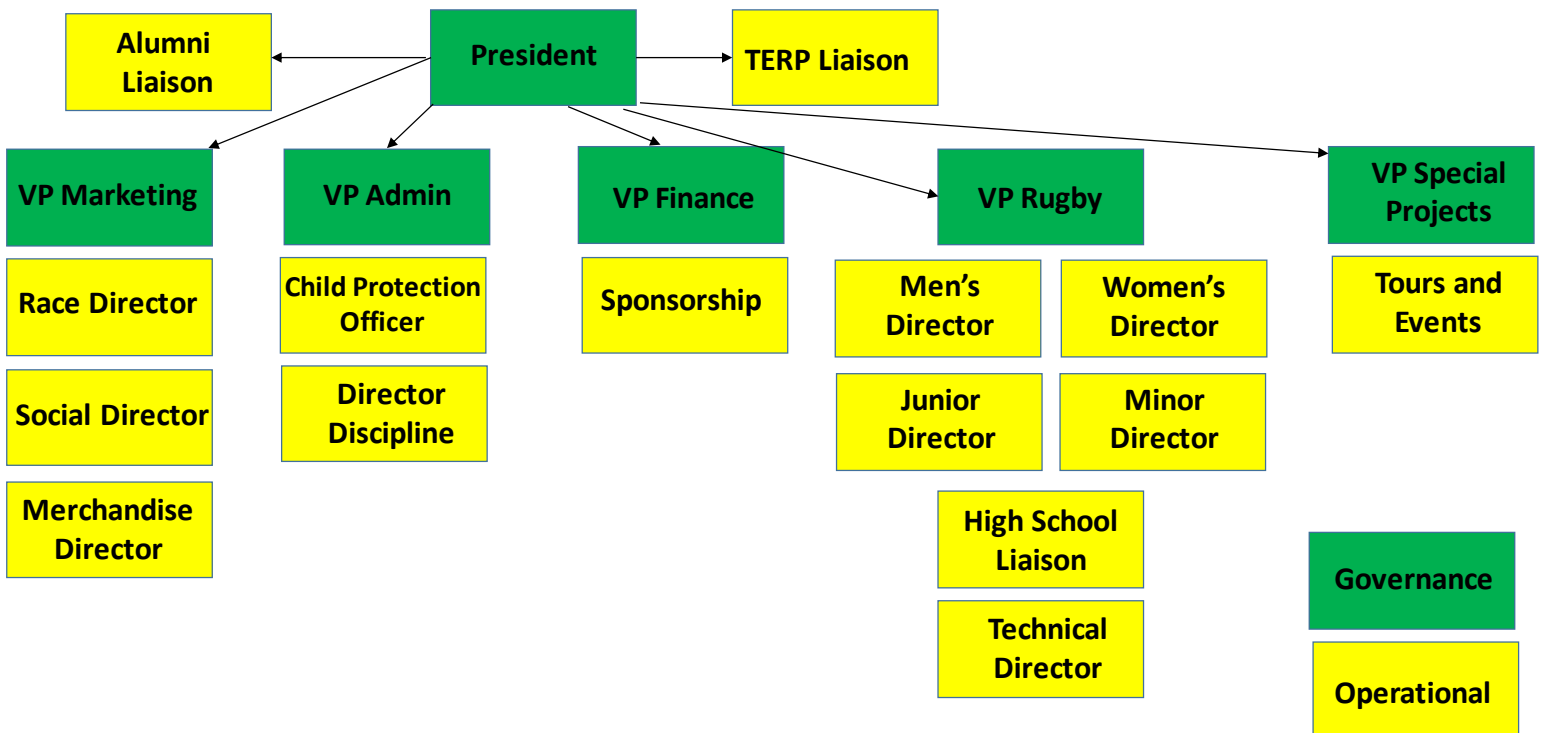 Alumni
Liaison
President
TERP Liaison
VP Marketing
VP Admin
VP Finance
VP Rugby
VP Special
Projects
Race Director
Child Protection
Officer
Sponsorship
Men’s
Director
Women’s
Director
Tours and
Events
Social Director
Director
Discipline
Junior
Director
Minor
Director
Merchandise
Director
High School
Liaison
Technical
Director
Governance
Operational